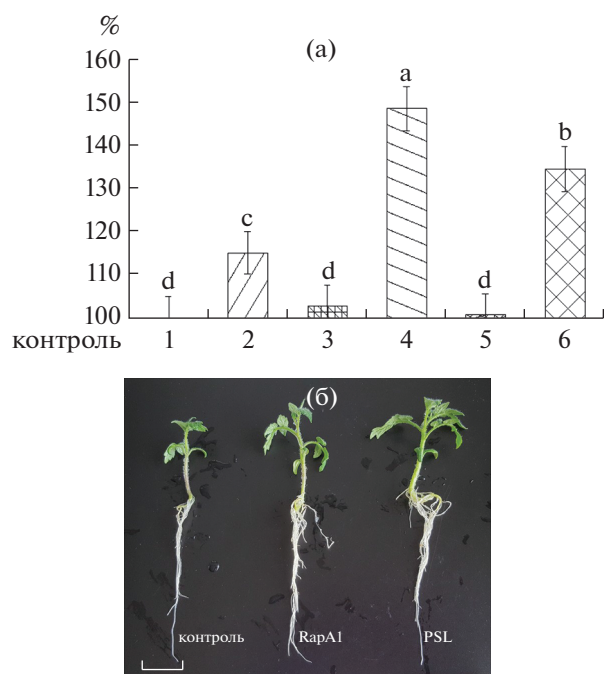 %
(а)
160
150
140
130
120
110
100
d
c
d
a
d
b
контроль 1 2 3 4 5 6
(б)
контроль RapA1 PSL